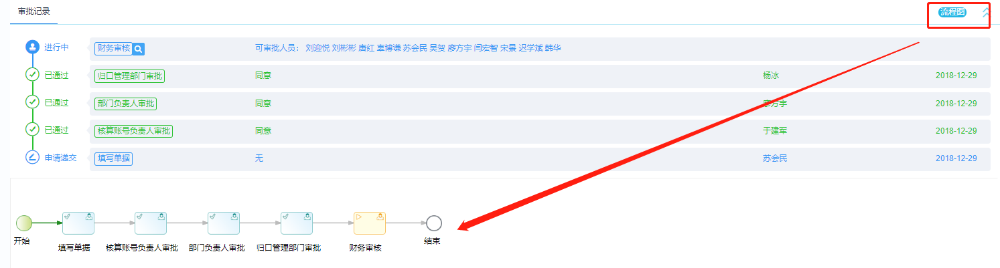 审批记录 流程图
进行中 财务审核 可审批人员: 刘迎悦 刘彬彬 唐红 辜博谦 苏会民 吴贺 廖方宇 闫宏智 宋景 迟学斌 韩华
已通过 归口管理部门审批 同意 杨冰 2018-12-29
已通过 部门负责人审批 同意 廖方宇 2018-12-29
已通过 核算账号负责人审批 同意 于建军 2018-12-29
申请递交 填写单据 无 苏会民 2018-12-29
开始 填写单据 核算账号负责人审批 部门负责人审批 归口管理部门审批 财务审核 结束